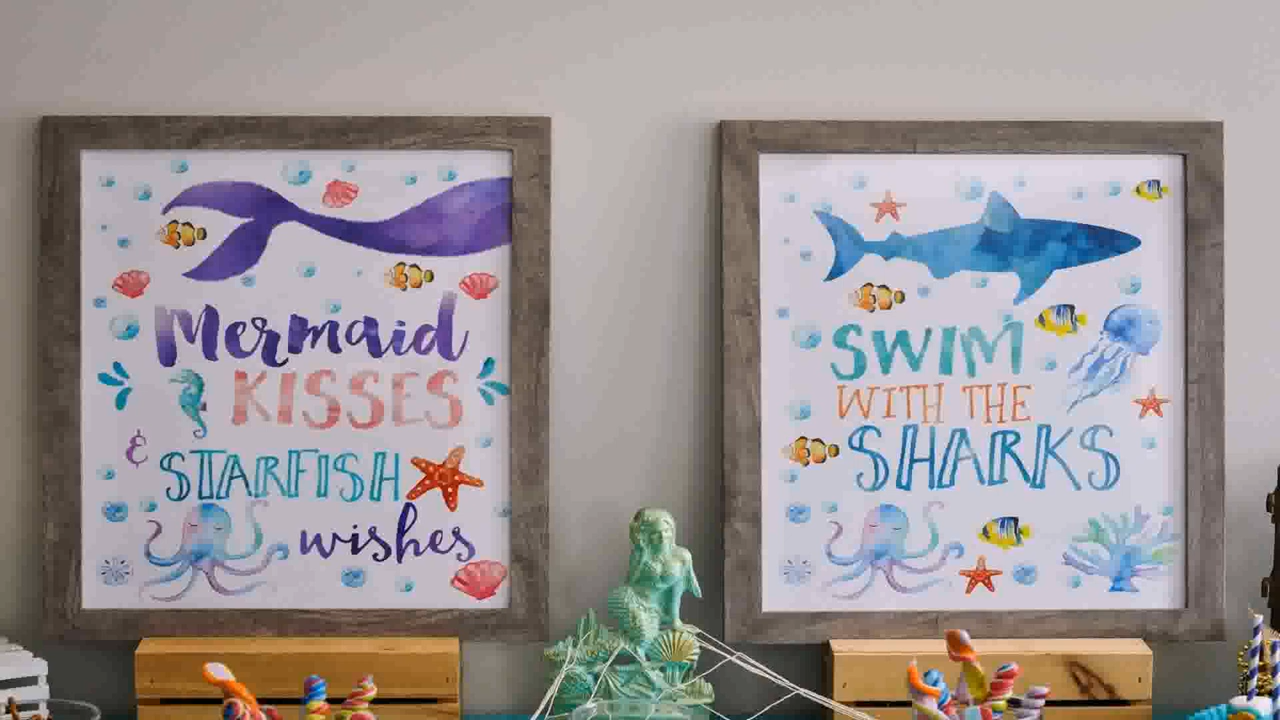 Mermaid
KISSES
& STARFISH
wishes
SWIM
WITH THE
SHARKS